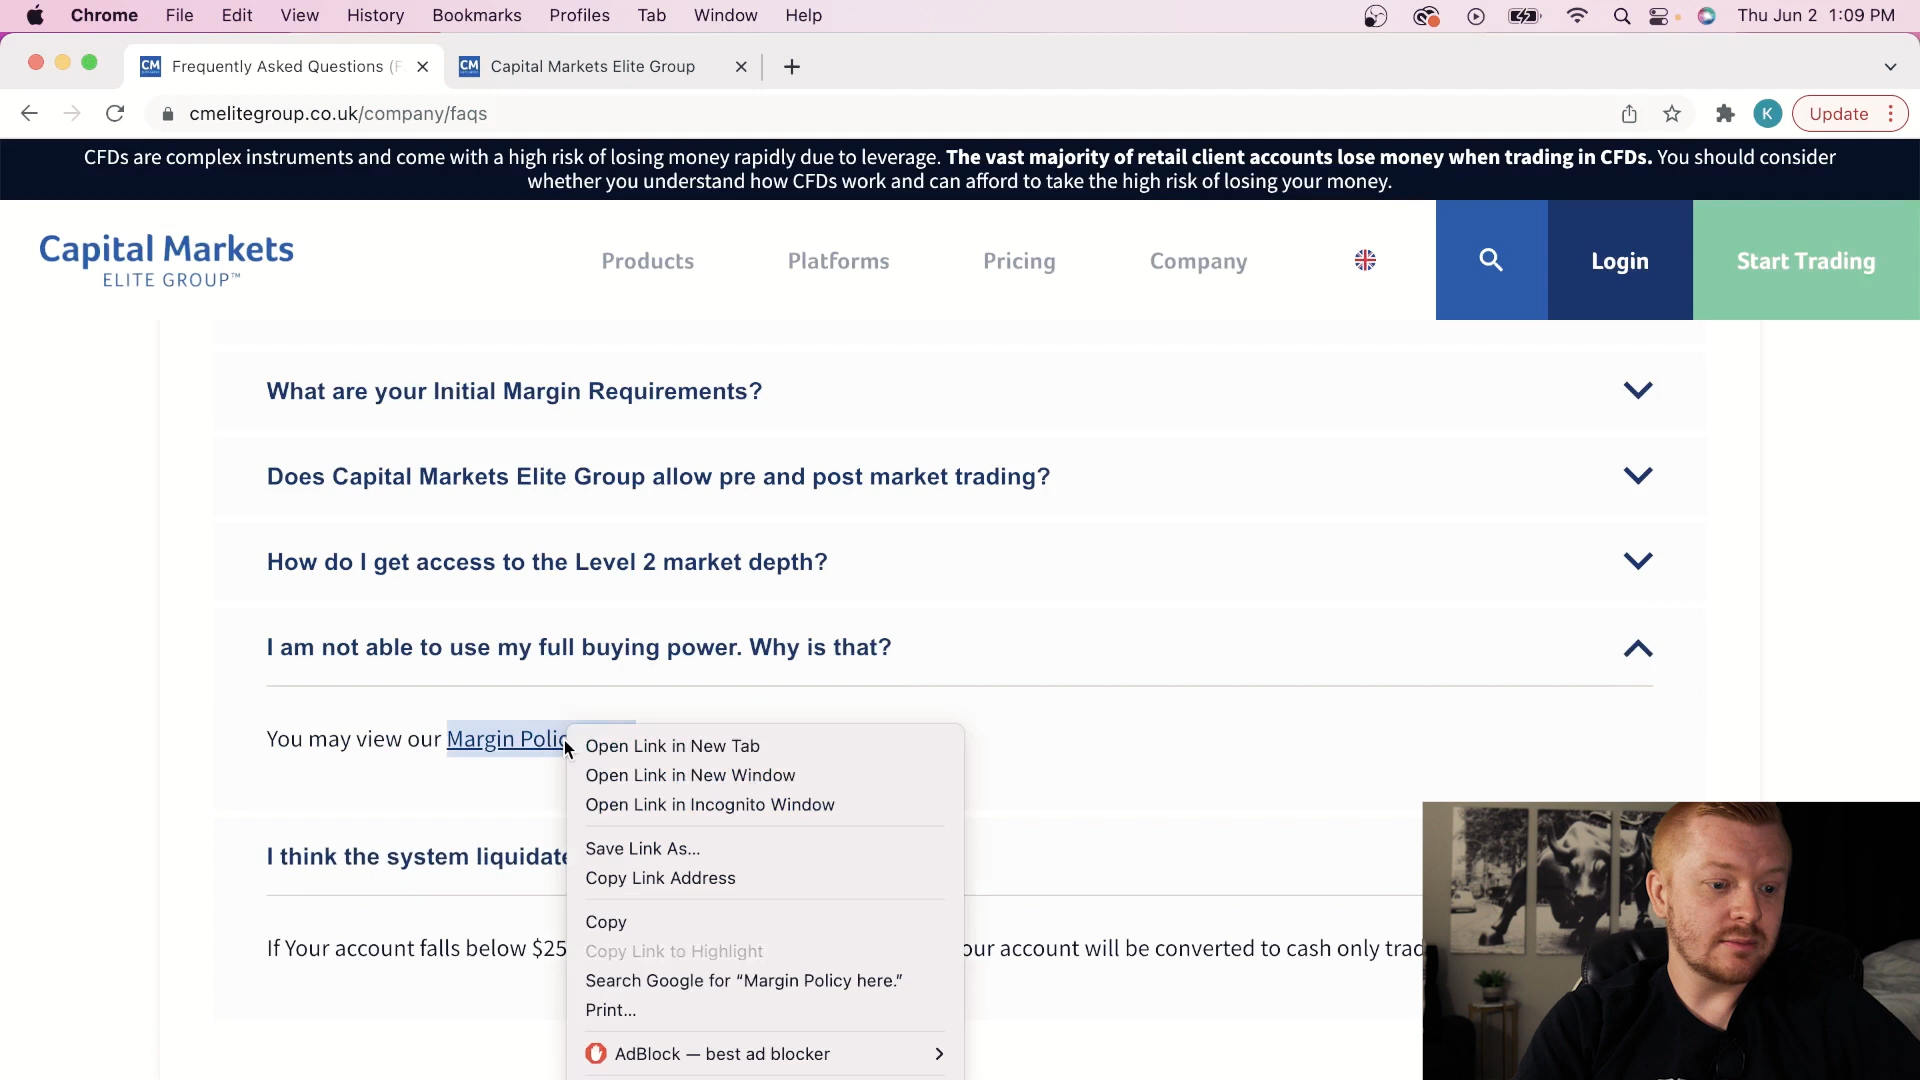 Chrome File Edit View History Bookmarks Profiles Tab Window Help Thu Jun 2 1:09 PM
CM Frequently Asked Questions (F CM Capital Markets Elite Group
cmelitegroup.co.uk/company/faqs K Update
CFDs are complex instruments and come with a high risk of losing money rapidly due to leverage. The vast majority of retail client accounts lose money when trading in CFDs. You should consider
whether you understand how CFDs work and can afford to take the high risk of losing your money.
Capital Markets
ELITE GROUP™
Products Platforms Pricing Company Login Start Trading
What are your Initial Margin Requirements?
Does Capital Markets Elite Group allow pre and post market trading?
How do I get access to the Level 2 market depth?
I am not able to use my full buying power. Why is that?
You may view our Margin Polic
Open Link in New Tab
Open Link in New Window
Open Link in Incognito Window
Save Link As...
Copy Link Address
Copy
Copy Link to Highlight
Search Google for “Margin Policy here.”
Print...
AdBlock — best ad blocker
I think the system liquidate
If Your account falls below $25 our account will be converted to cash only trad